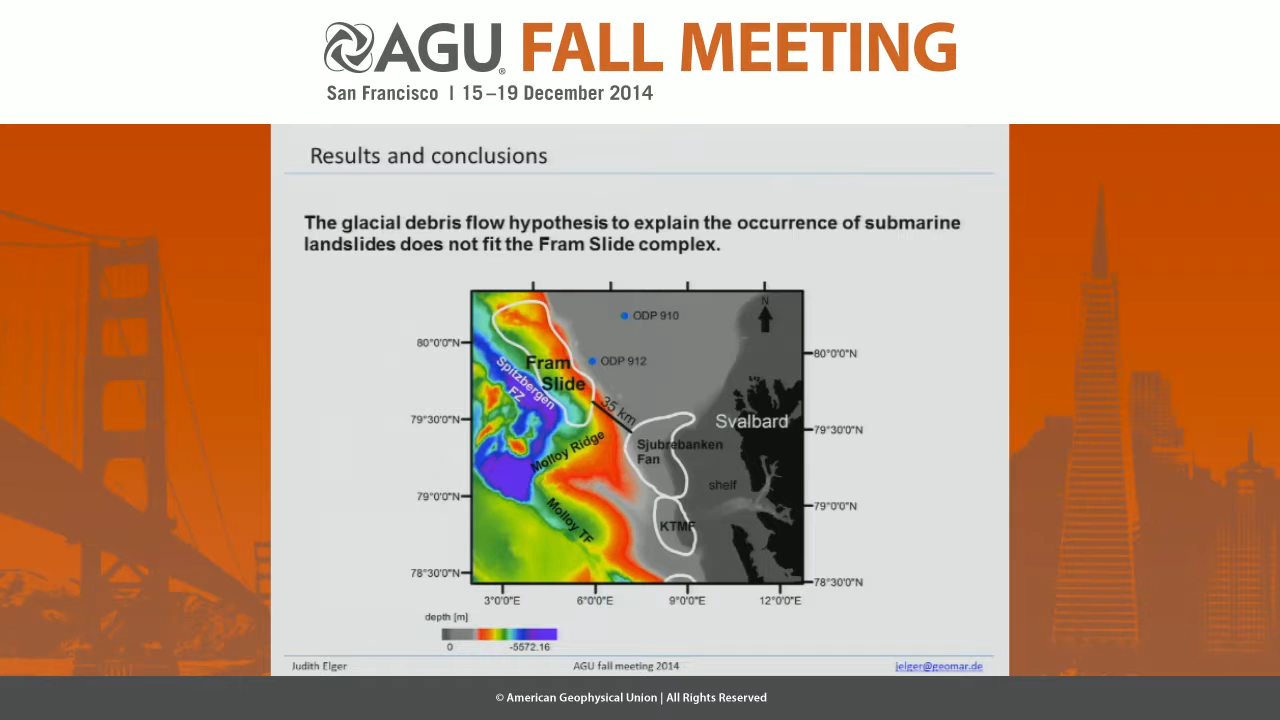 AGU® FALL MEETING
San Francisco | 15–19 December 2014
Results and conclusions
The glacial debris flow hypothesis to explain the occurrence of submarine
landslides does not fit the Fram Slide complex.
N
ODP 910
80°0'0"N
80°0'0"N
ODP 912
Fram
Slide
Spitzbergen
FZ
35 km
79°30'0"N
Svalbard
79°30'0"N
Sjubrebanken
Fan
Molloy Ridge
shelf
79°0'0"N
79°0'0"N
Molloy TF
KTMF
78°30'0"N
78°30'0"N
3°0'0"E
6°0'0"E
9°0'0"E
12°0'0"E
depth [m]
0
-5572.16
Judith Elger
AGU fall meeting 2014
jelger@geomar.de
© American Geophysical Union | All Rights Reserved